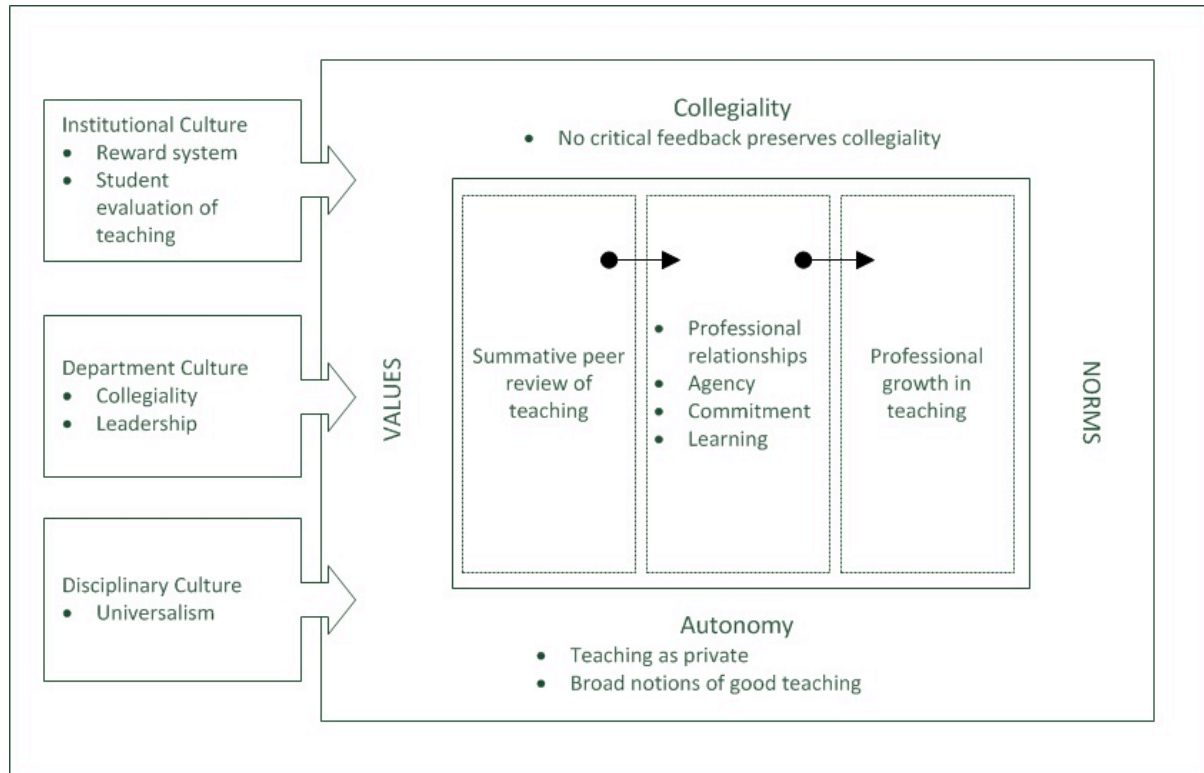 Institutional Culture
• Reward system
• Student
evaluation of
teaching
Department Culture
• Collegiality
• Leadership
Disciplinary Culture
• Universalism
VALUES
Collegiality
• No critical feedback preserves collegiality
Summative peer
review of
teaching
• Professional
relationships
• Agency
• Commitment
• Learning
Professional
growth in
teaching
Autonomy
• Teaching as private
• Broad notions of good teaching
NORMS